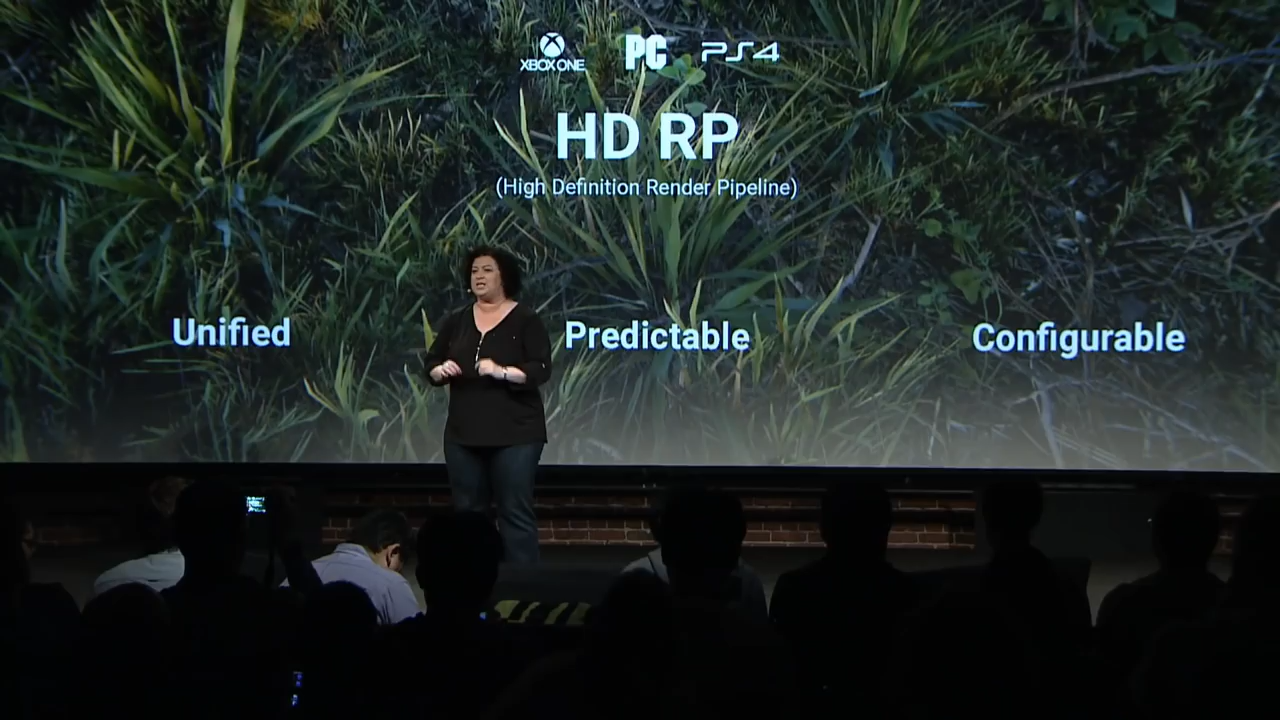 XBOX ONE PC PS4
HD RP
(High Definition Render Pipeline)
Unified Predictable Configurable